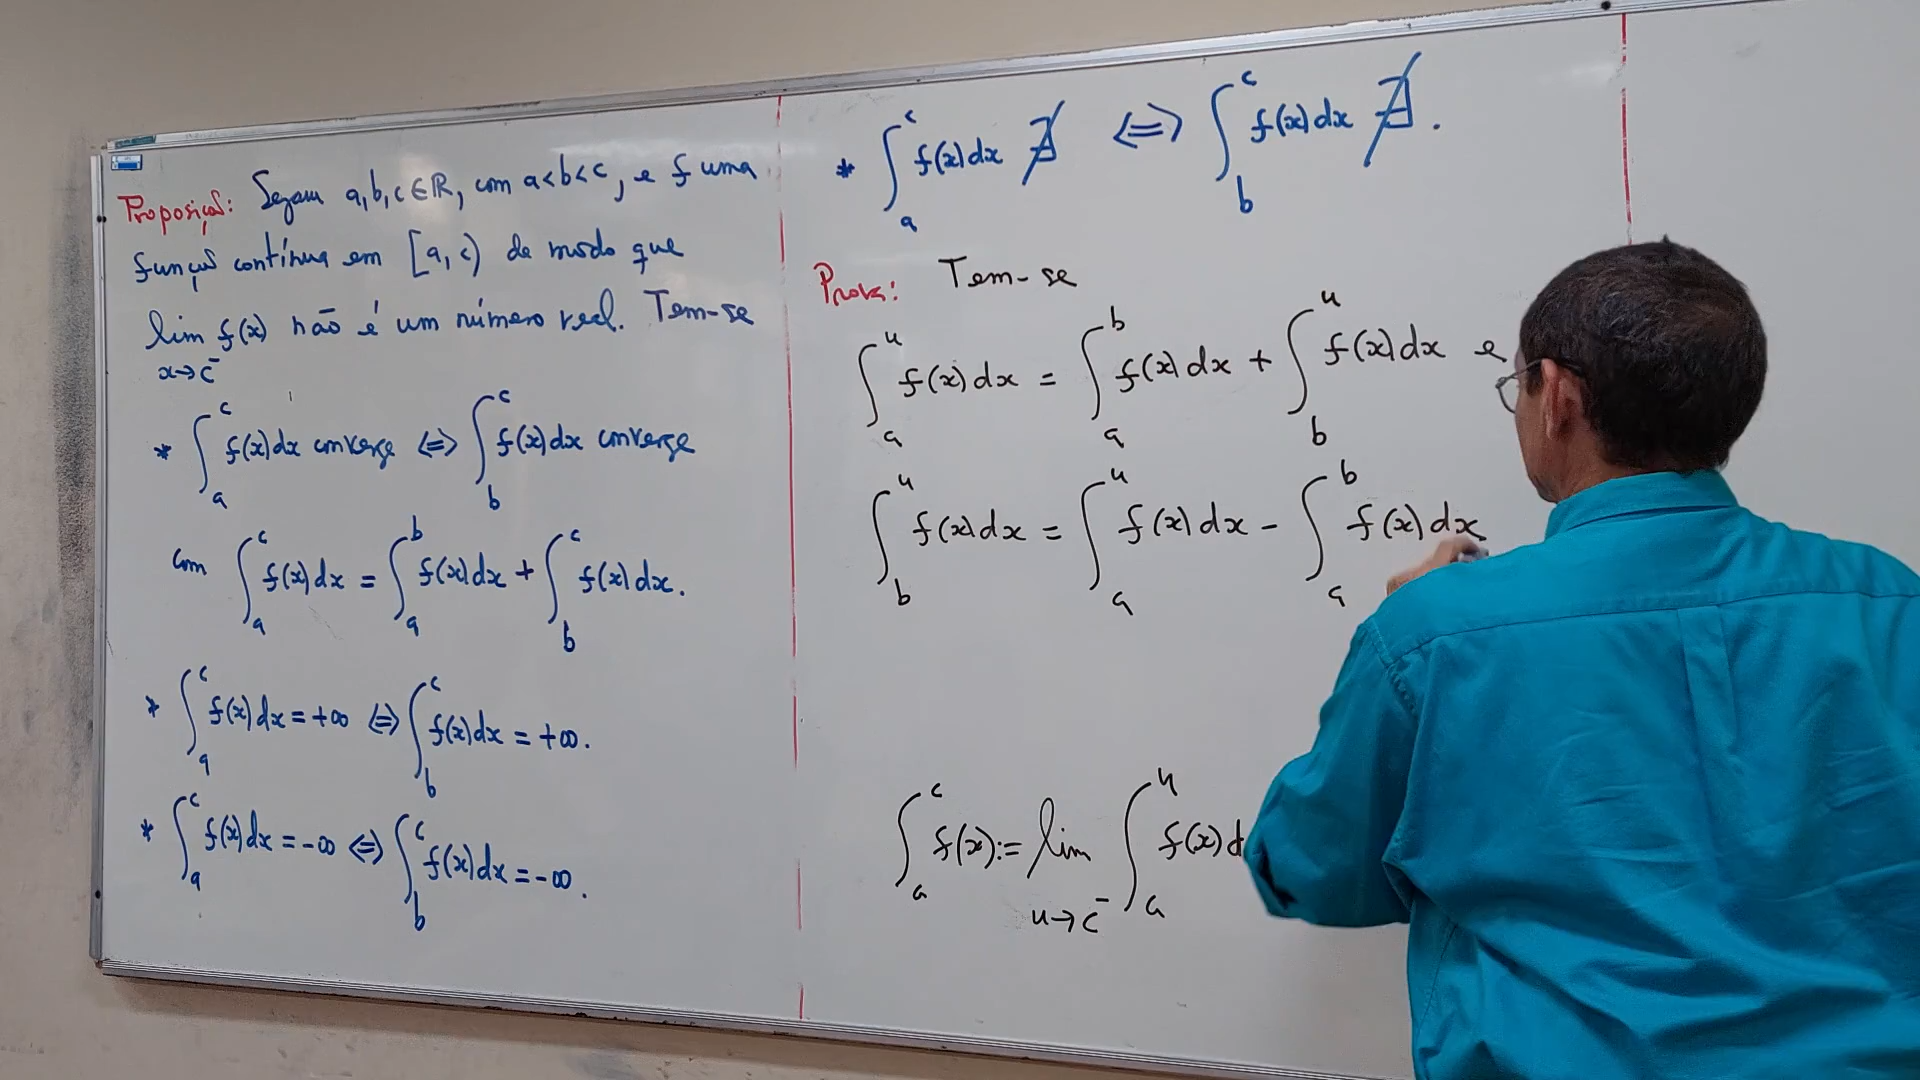 Proposição: Sejam a, b, c ∈ ℝ, com a < b < c, e f uma
função contínua em [a, c) de modo que
lim f(x) não é um número real. Tem-se
x→c⁻
* ∫_a^c f(x)dx converge ⇔ ∫_b^c f(x)dx converge
com ∫_a^c f(x)dx = ∫_a^b f(x)dx + ∫_b^c f(x)dx.
* ∫_a^c f(x)dx = +∞ ⇔ ∫_b^c f(x)dx = +∞.
* ∫_a^c f(x)dx = -∞ ⇔ ∫_b^c f(x)dx = -∞.
* ∫_a^c f(x)dx ∄ ⇔ ∫_b^c f(x)dx ∄.
Prova: Tem-se
∫_a^u f(x)dx = ∫_a^b f(x)dx + ∫_b^u f(x)dx e
∫_b^u f(x)dx = ∫_a^u f(x)dx - ∫_a^b f(x)dx
∫_a^c f(x) := lim ∫_a^u f(x)d
u→c⁻